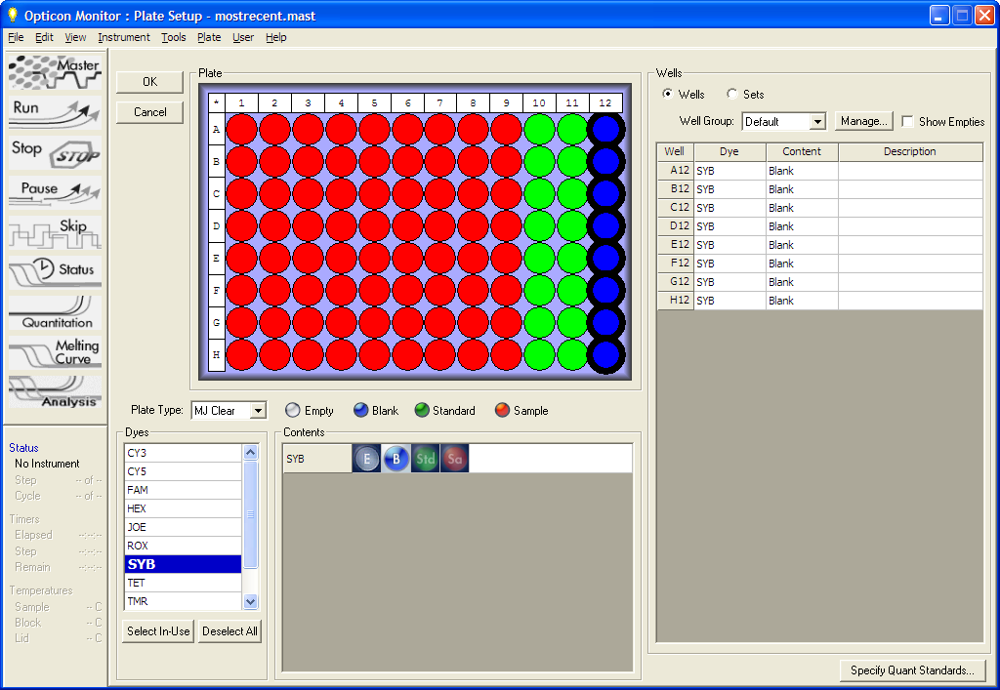 Opticon Monitor : Plate Setup - mostrecent.mast
File Edit View Instrument Tools Plate User Help
Master
Run
Stop STOP
Pause
Skip
Status
Quantitation
Melting
Curve
Analysis
Status
No Instrument
Step -- of --
Cycle -- of --
Timers
Elapsed --:--:--
Step --:--:--
Remain --:--:--
Temperatures
Sample -- C
Block -- C
Lid -- C
OK
Cancel
Plate
* 1 2 3 4 5 6 7 8 9 10 11 12
A
B
C
D
E
F
G
H
Plate Type: MJ Clear Empty Blank Standard Sample
Dyes
CY3
CY5
FAM
HEX
JOE
ROX
SYB
TET
TMR
Select In-Use Deselect All
Contents
SYB E B Std Sa
Wells
Wells Sets
Well Group: Default Manage... Show Empties
Well Dye Content Description
A12 SYB Blank
B12 SYB Blank
C12 SYB Blank
D12 SYB Blank
E12 SYB Blank
F12 SYB Blank
G12 SYB Blank
H12 SYB Blank
Specify Quant Standards...